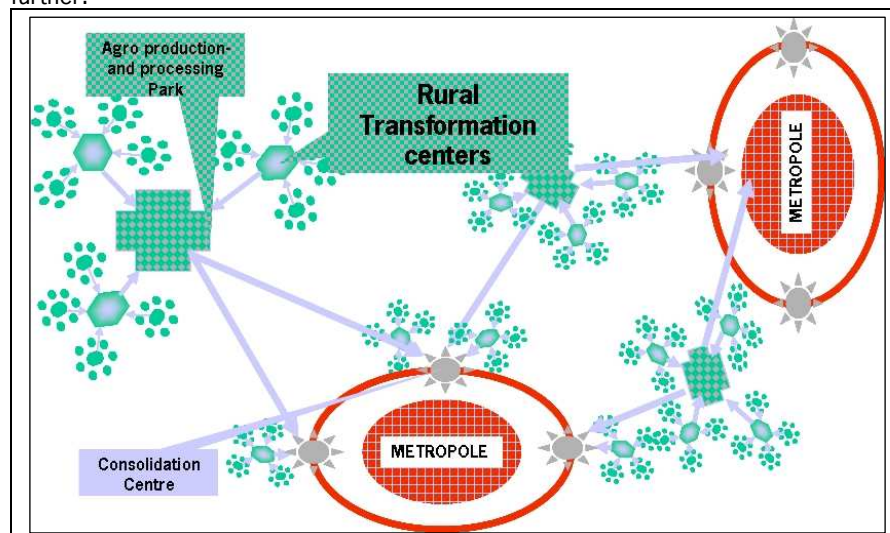 further.
Agro production-
and processing
Park
Rural
Transformation
centers
METROPOLE
METROPOLE
Consolidation
Centre